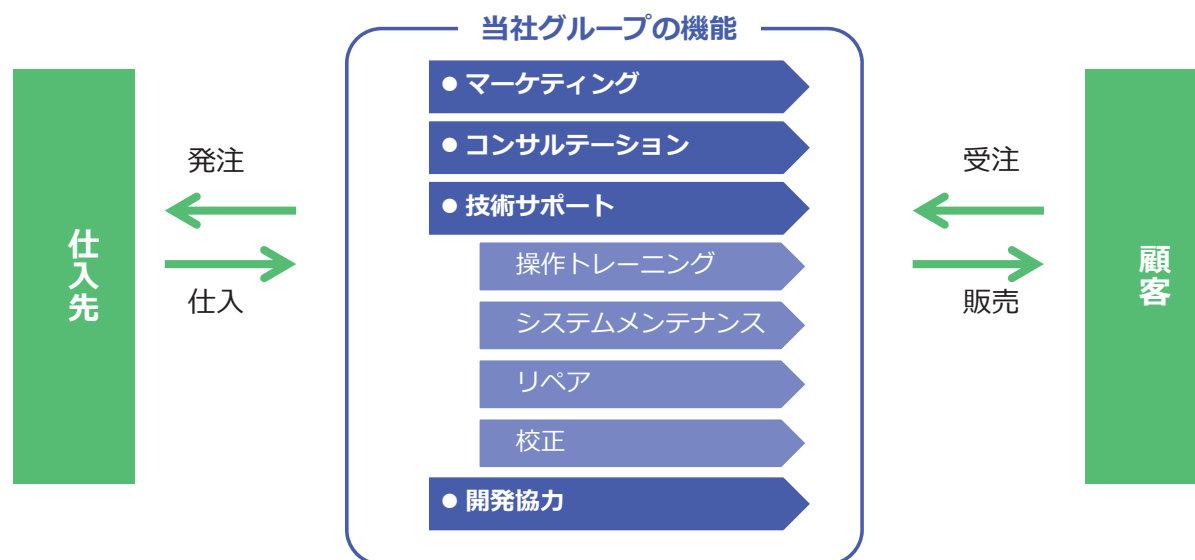 当社グループの機能
仕入先
発注
仕入
● マーケティング
● コンサルテーション
● 技術サポート
操作トレーニング
システムメンテナンス
リペア
校正
● 開発協力
受注
販売
顧客